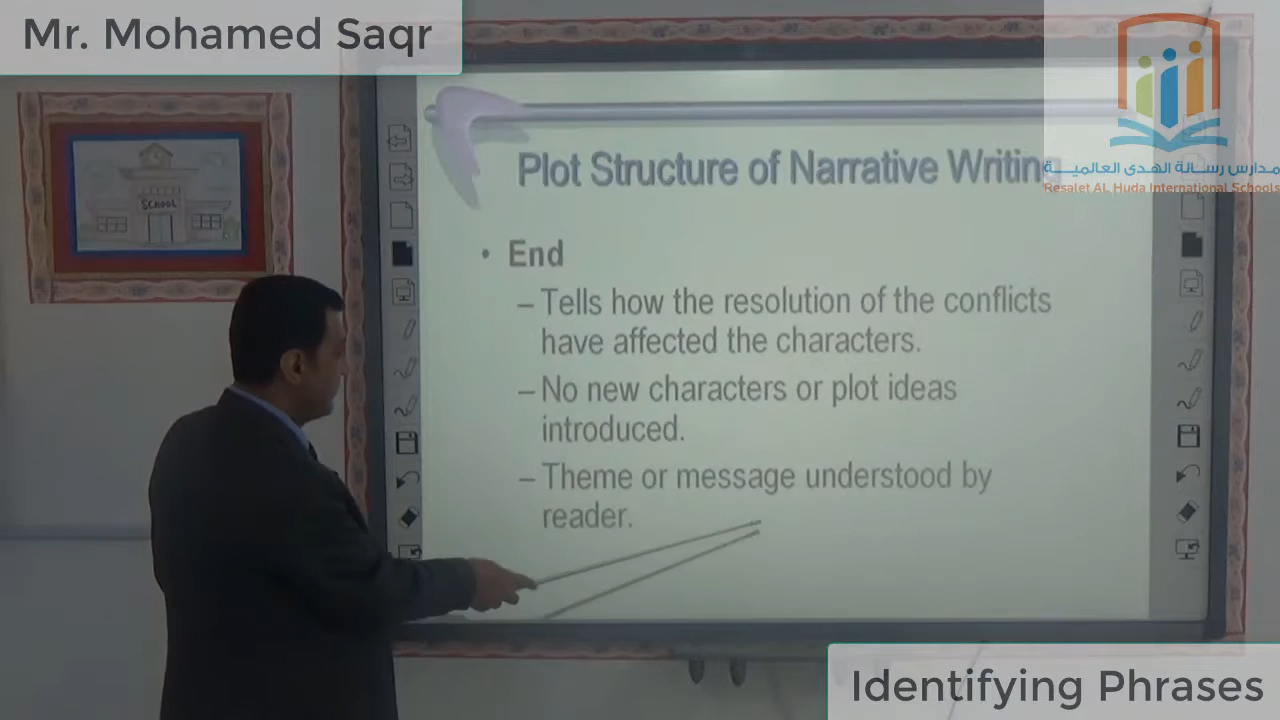 Mr. Mohamed Saqr
مدارس رسالة الهدى العالمية
Resalet AL Huda International Schools
SCHOOL
Plot Structure of Narrative Writing
• End
– Tells how the resolution of the conflicts
have affected the characters.
– No new characters or plot ideas
introduced.
– Theme or message understood by
reader.
Identifying Phrases